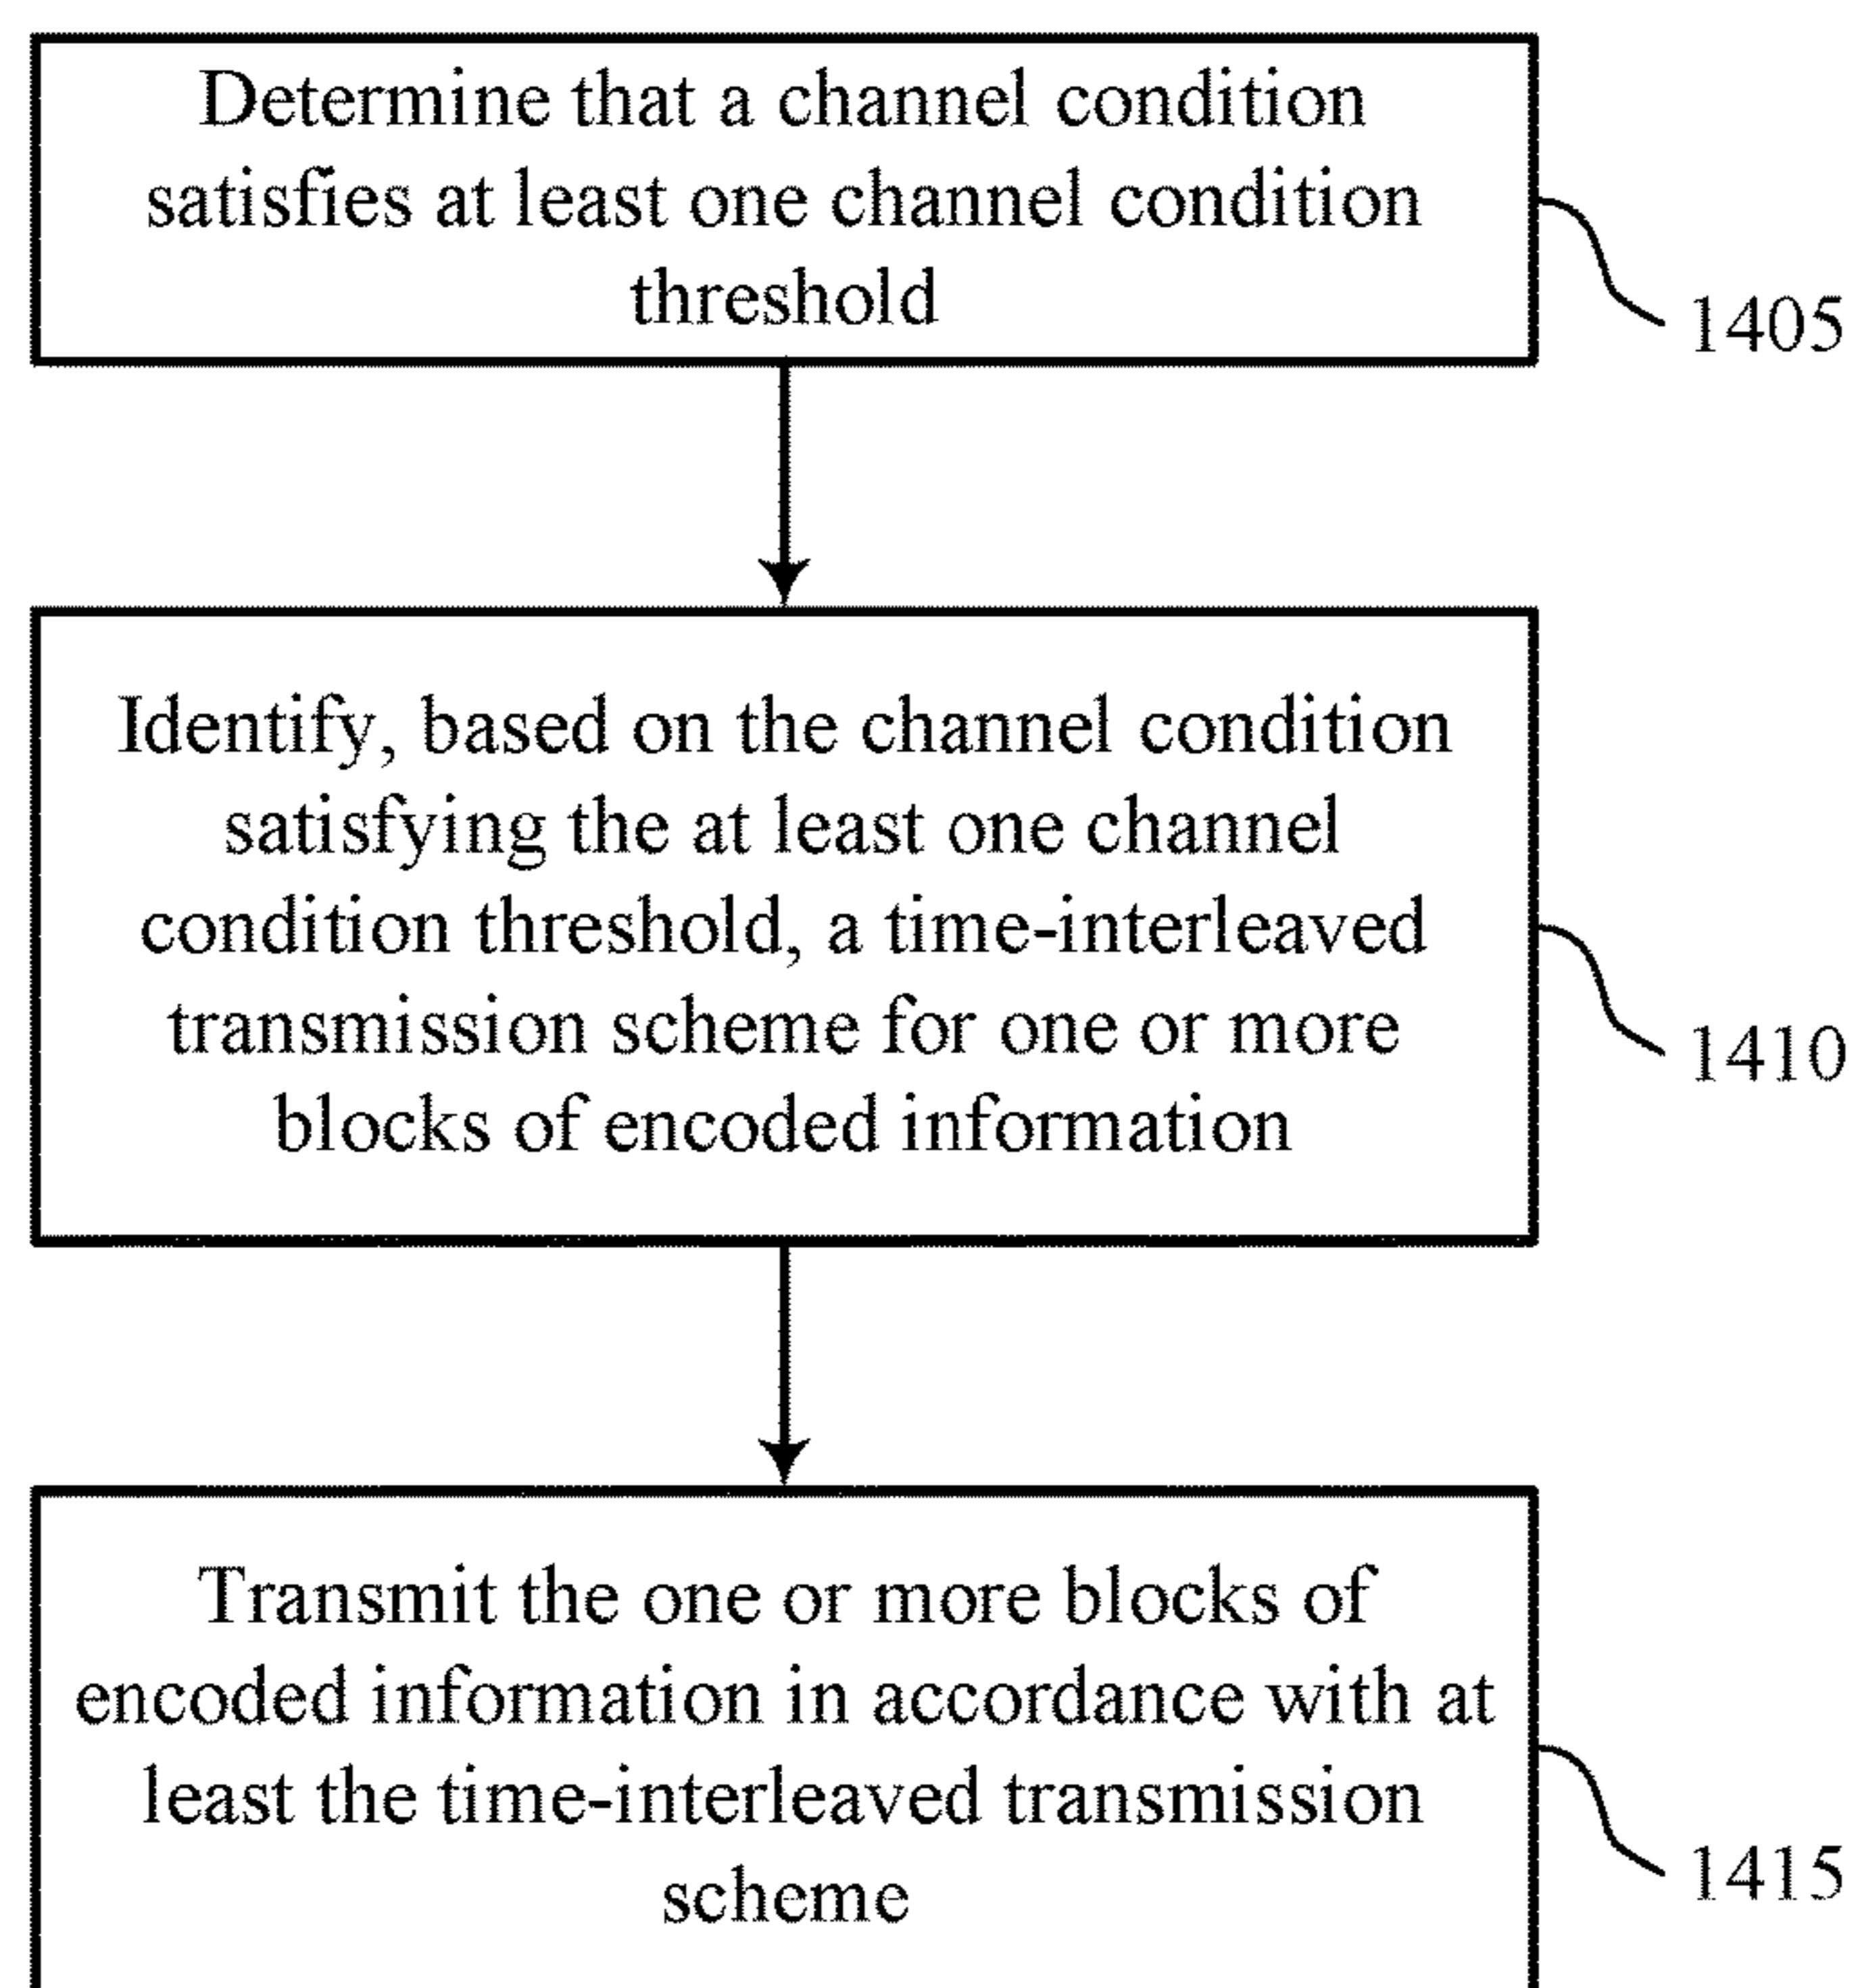 Determine that a channel condition
satisfies at least one channel condition
threshold
1405
Identify, based on the channel condition
satisfying the at least one channel
condition threshold, a time-interleaved
transmission scheme for one or more
blocks of encoded information
1410
Transmit the one or more blocks of
encoded information in accordance with at
least the time-interleaved transmission
scheme
1415